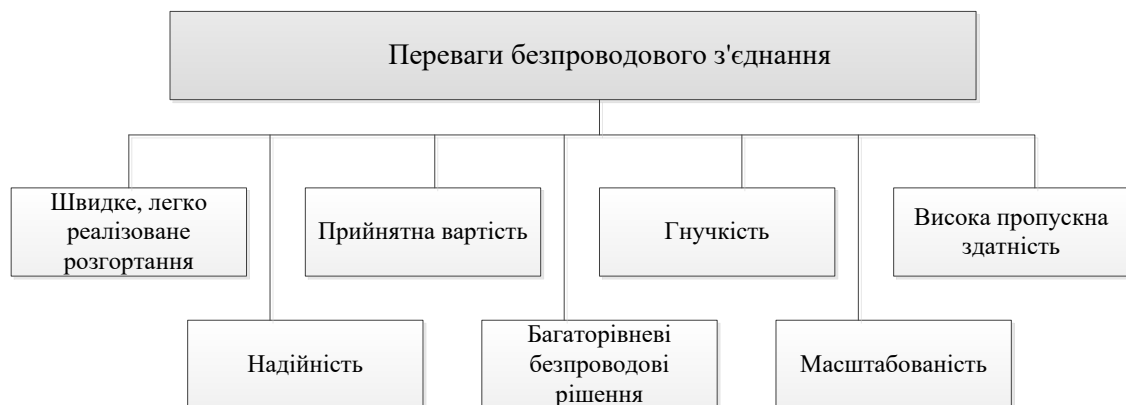 Переваги безпроводового з'єднання
Швидке, легко
реалізоване
розгортання
Прийнятна вартість
Гнучкість
Висока пропускна
здатність
Надійність
Багаторівневі
безпроводові
рішення
Масштабованість